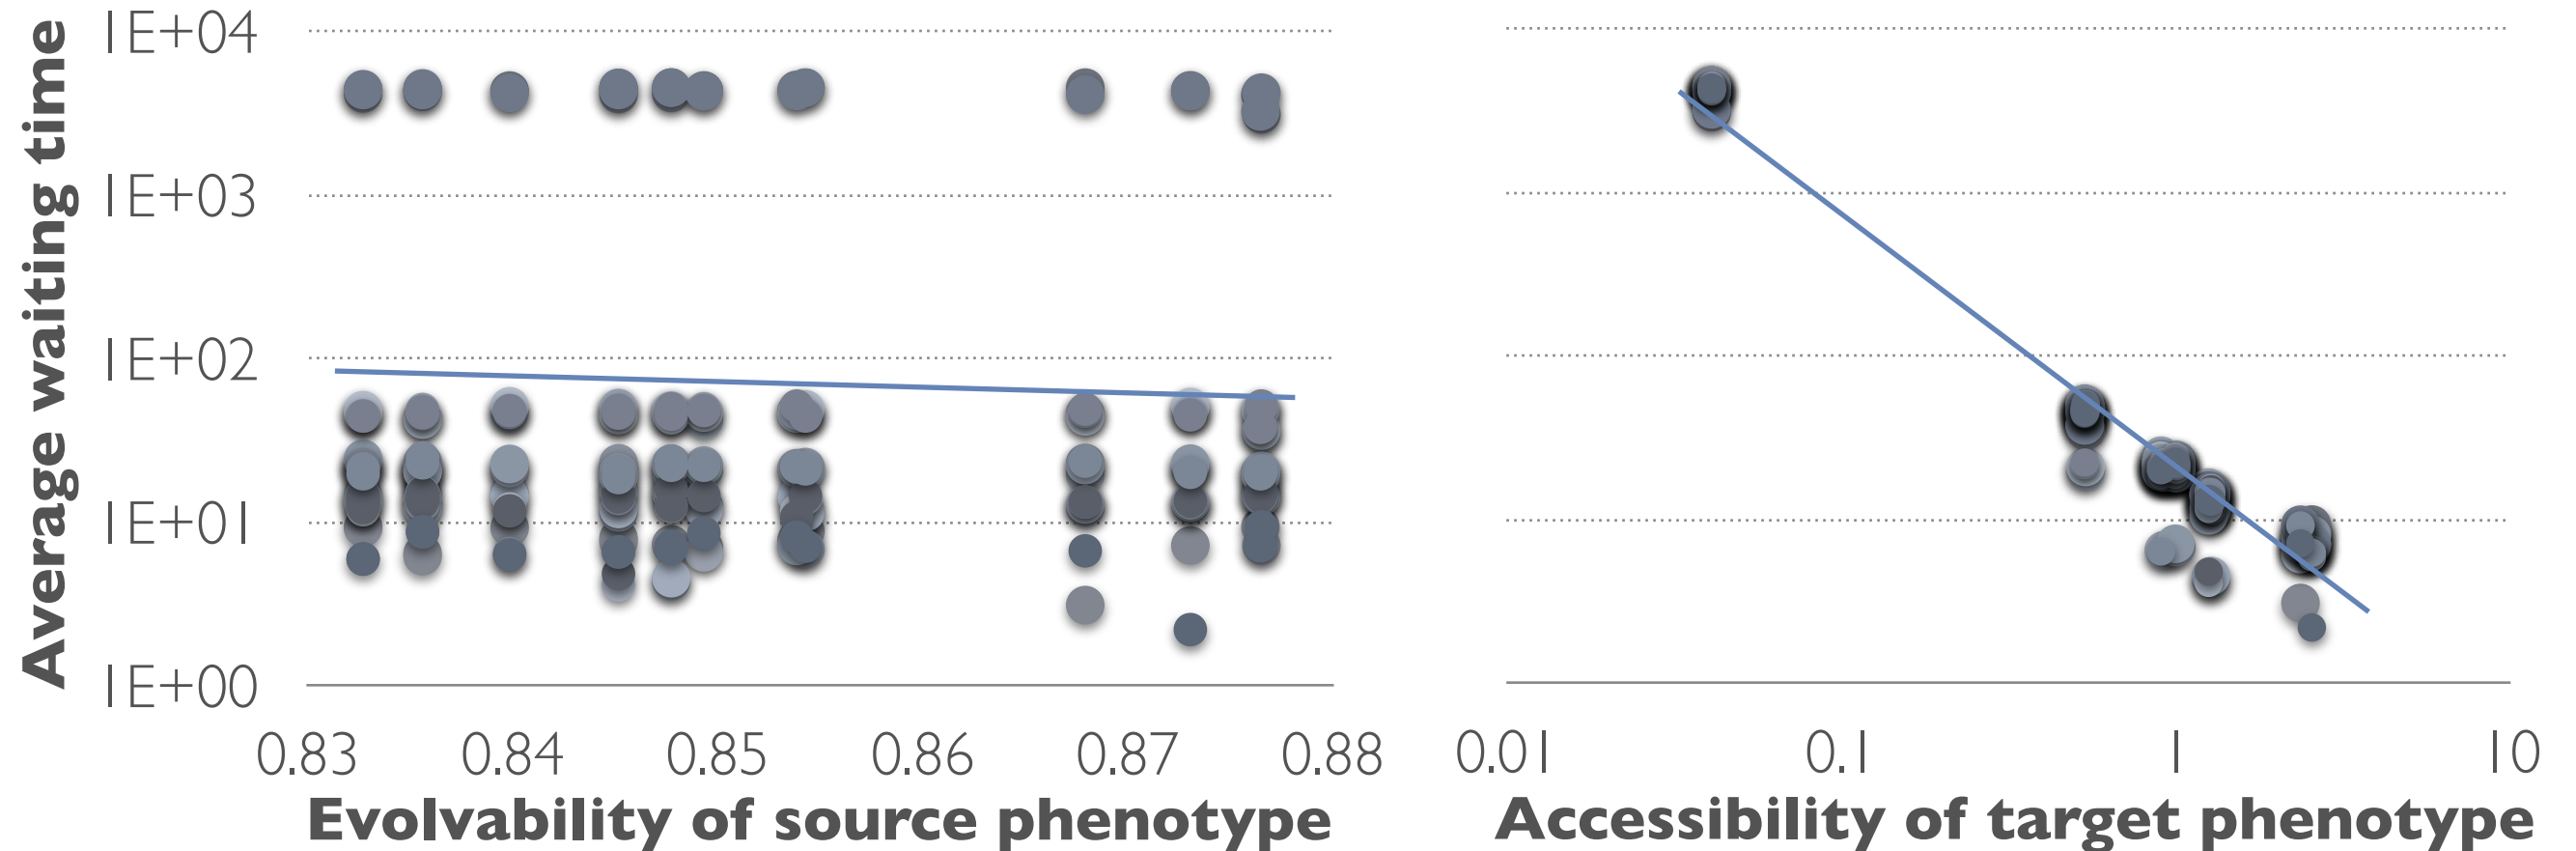 Average waiting time
1E+04
1E+03
1E+02
1E+01
1E+00
0.83 0.84 0.85 0.86 0.87 0.88
Evolvability of source phenotype
0.01 0.1 1 10
Accessibility of target phenotype